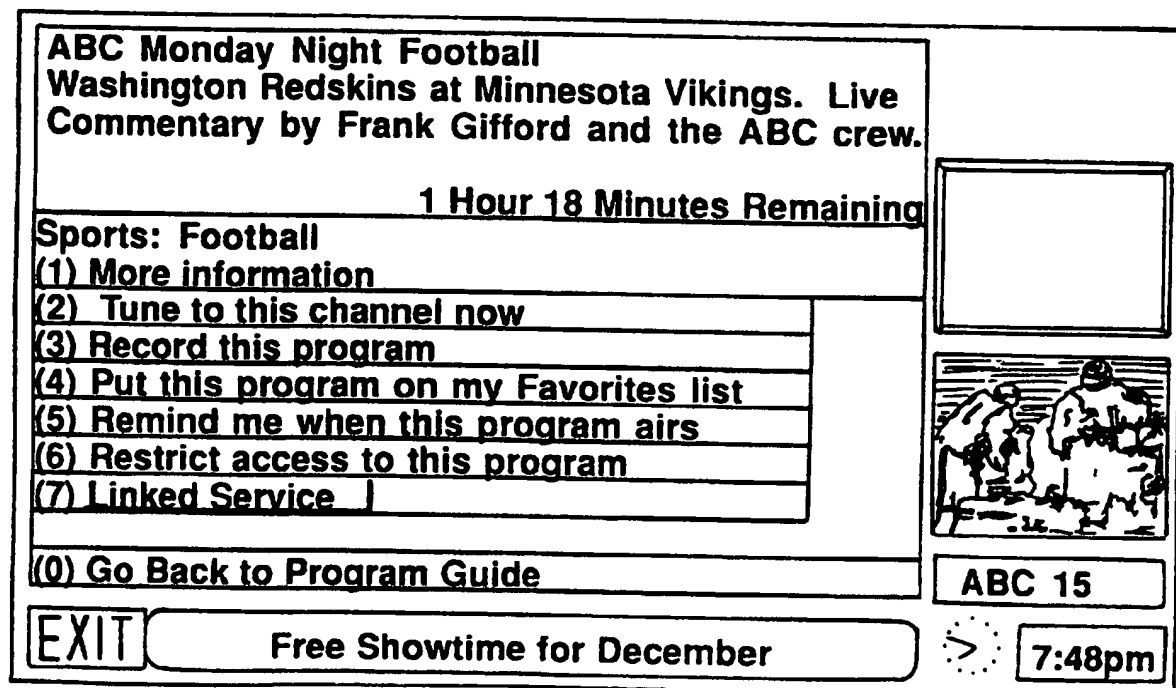 ABC Monday Night Football
Washington Redskins at Minnesota Vikings. Live
Commentary by Frank Gifford and the ABC crew.
1 Hour 18 Minutes Remaining
Sports: Football
(1) More information
(2) Tune to this channel now
(3) Record this program
(4) Put this program on my Favorites list
(5) Remind me when this program airs
(6) Restrict access to this program
(7) Linked Service
(0) Go Back to Program Guide
ABC 15
EXIT
Free Showtime for December
7:48pm